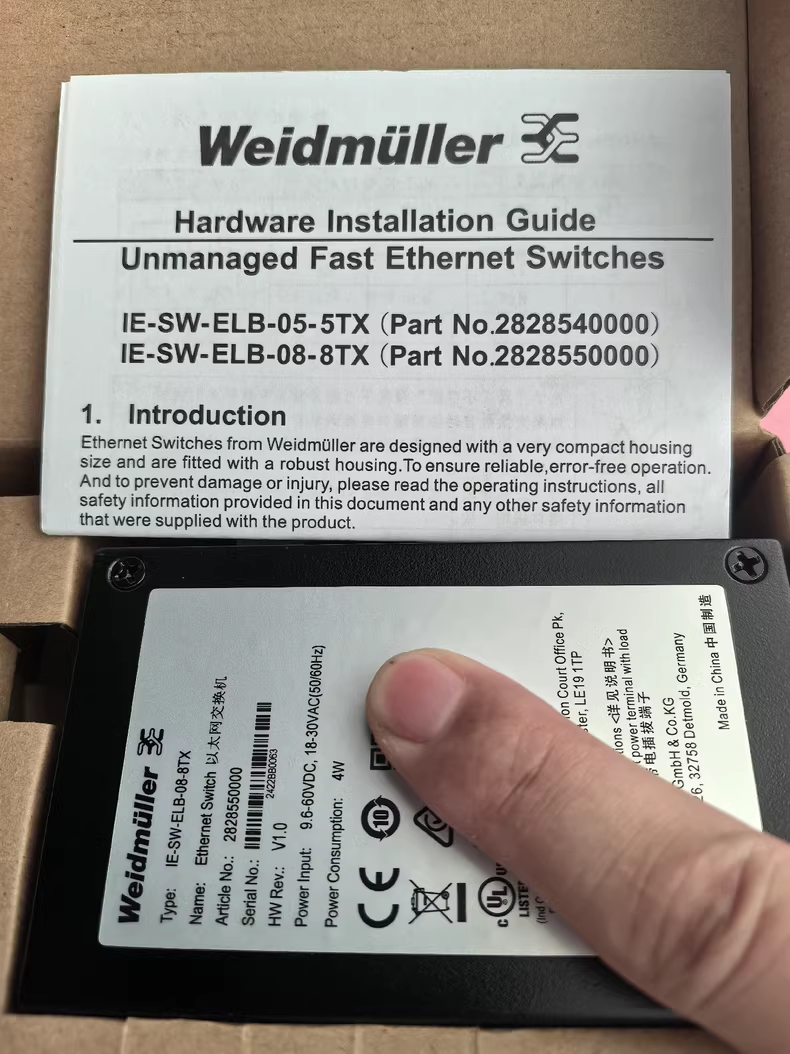 Weidmüller
Hardware Installation Guide
Unmanaged Fast Ethernet Switches
IE-SW-ELB-05-5TX（Part No.2828540000）
IE-SW-ELB-08-8TX（Part No.2828550000）
1. Introduction
Ethernet Switches from Weidmüller are designed with a very compact housing
size and are fitted with a robust housing.To ensure reliable,error-free operation.
And to prevent damage or injury, please read the operating instructions, all
safety information provided in this document and any other safety information
that were supplied with the product.
Weidmüller
Type: IE-SW-ELB-08-8TX
Name: Ethernet Switch 以太网交换机
Article No.: 2828550000
Serial No.:
2422BB0063
HW Rev.: V1.0
Power Input: 9.6-60VDC, 18-30VAC(50/60Hz)
Power Consumption: 4W
CE
10
c UL
LISTE
(Ind
Court Office Pk,
LE19 1TP
<详见说明书>
power terminal with load
电插拔端子
GmbH & Co.KG
26, 32758 Detmold, Germany
Made in China 中国制造